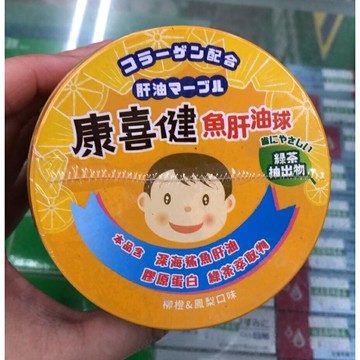 コラーゲン配合
肝油マーブル
康喜健 魚肝油球
歯にやさしい
緑茶
抽出物
本品含 深海鯊魚肝油
膠原蛋白 綠茶萃取物
柳橙&鳳梨口味